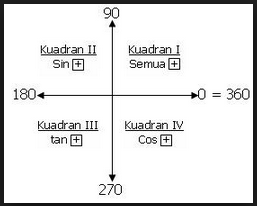 90
Kuadran II
Sin +
Kuadran I
Semua +
180
0 = 360
Kuadran III
tan +
Kuadran IV
Cos +
270